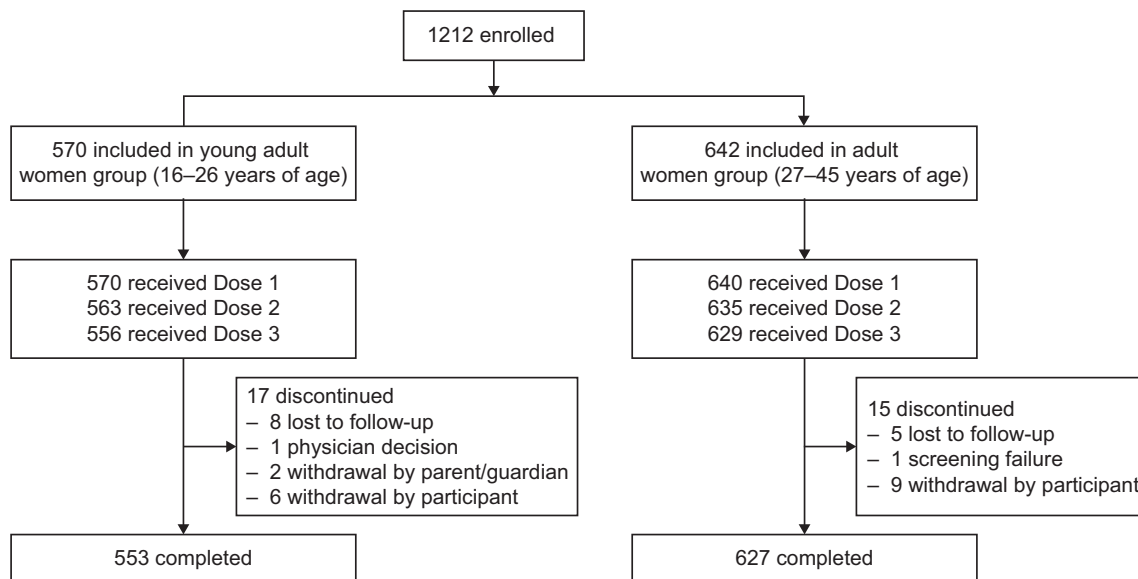 1212 enrolled
570 included in young adult
women group (16–26 years of age)
642 included in adult
women group (27–45 years of age)
570 received Dose 1
563 received Dose 2
556 received Dose 3
640 received Dose 1
635 received Dose 2
629 received Dose 3
17 discontinued
– 8 lost to follow-up
– 1 physician decision
– 2 withdrawal by parent/guardian
– 6 withdrawal by participant
15 discontinued
– 5 lost to follow-up
– 1 screening failure
– 9 withdrawal by participant
553 completed
627 completed